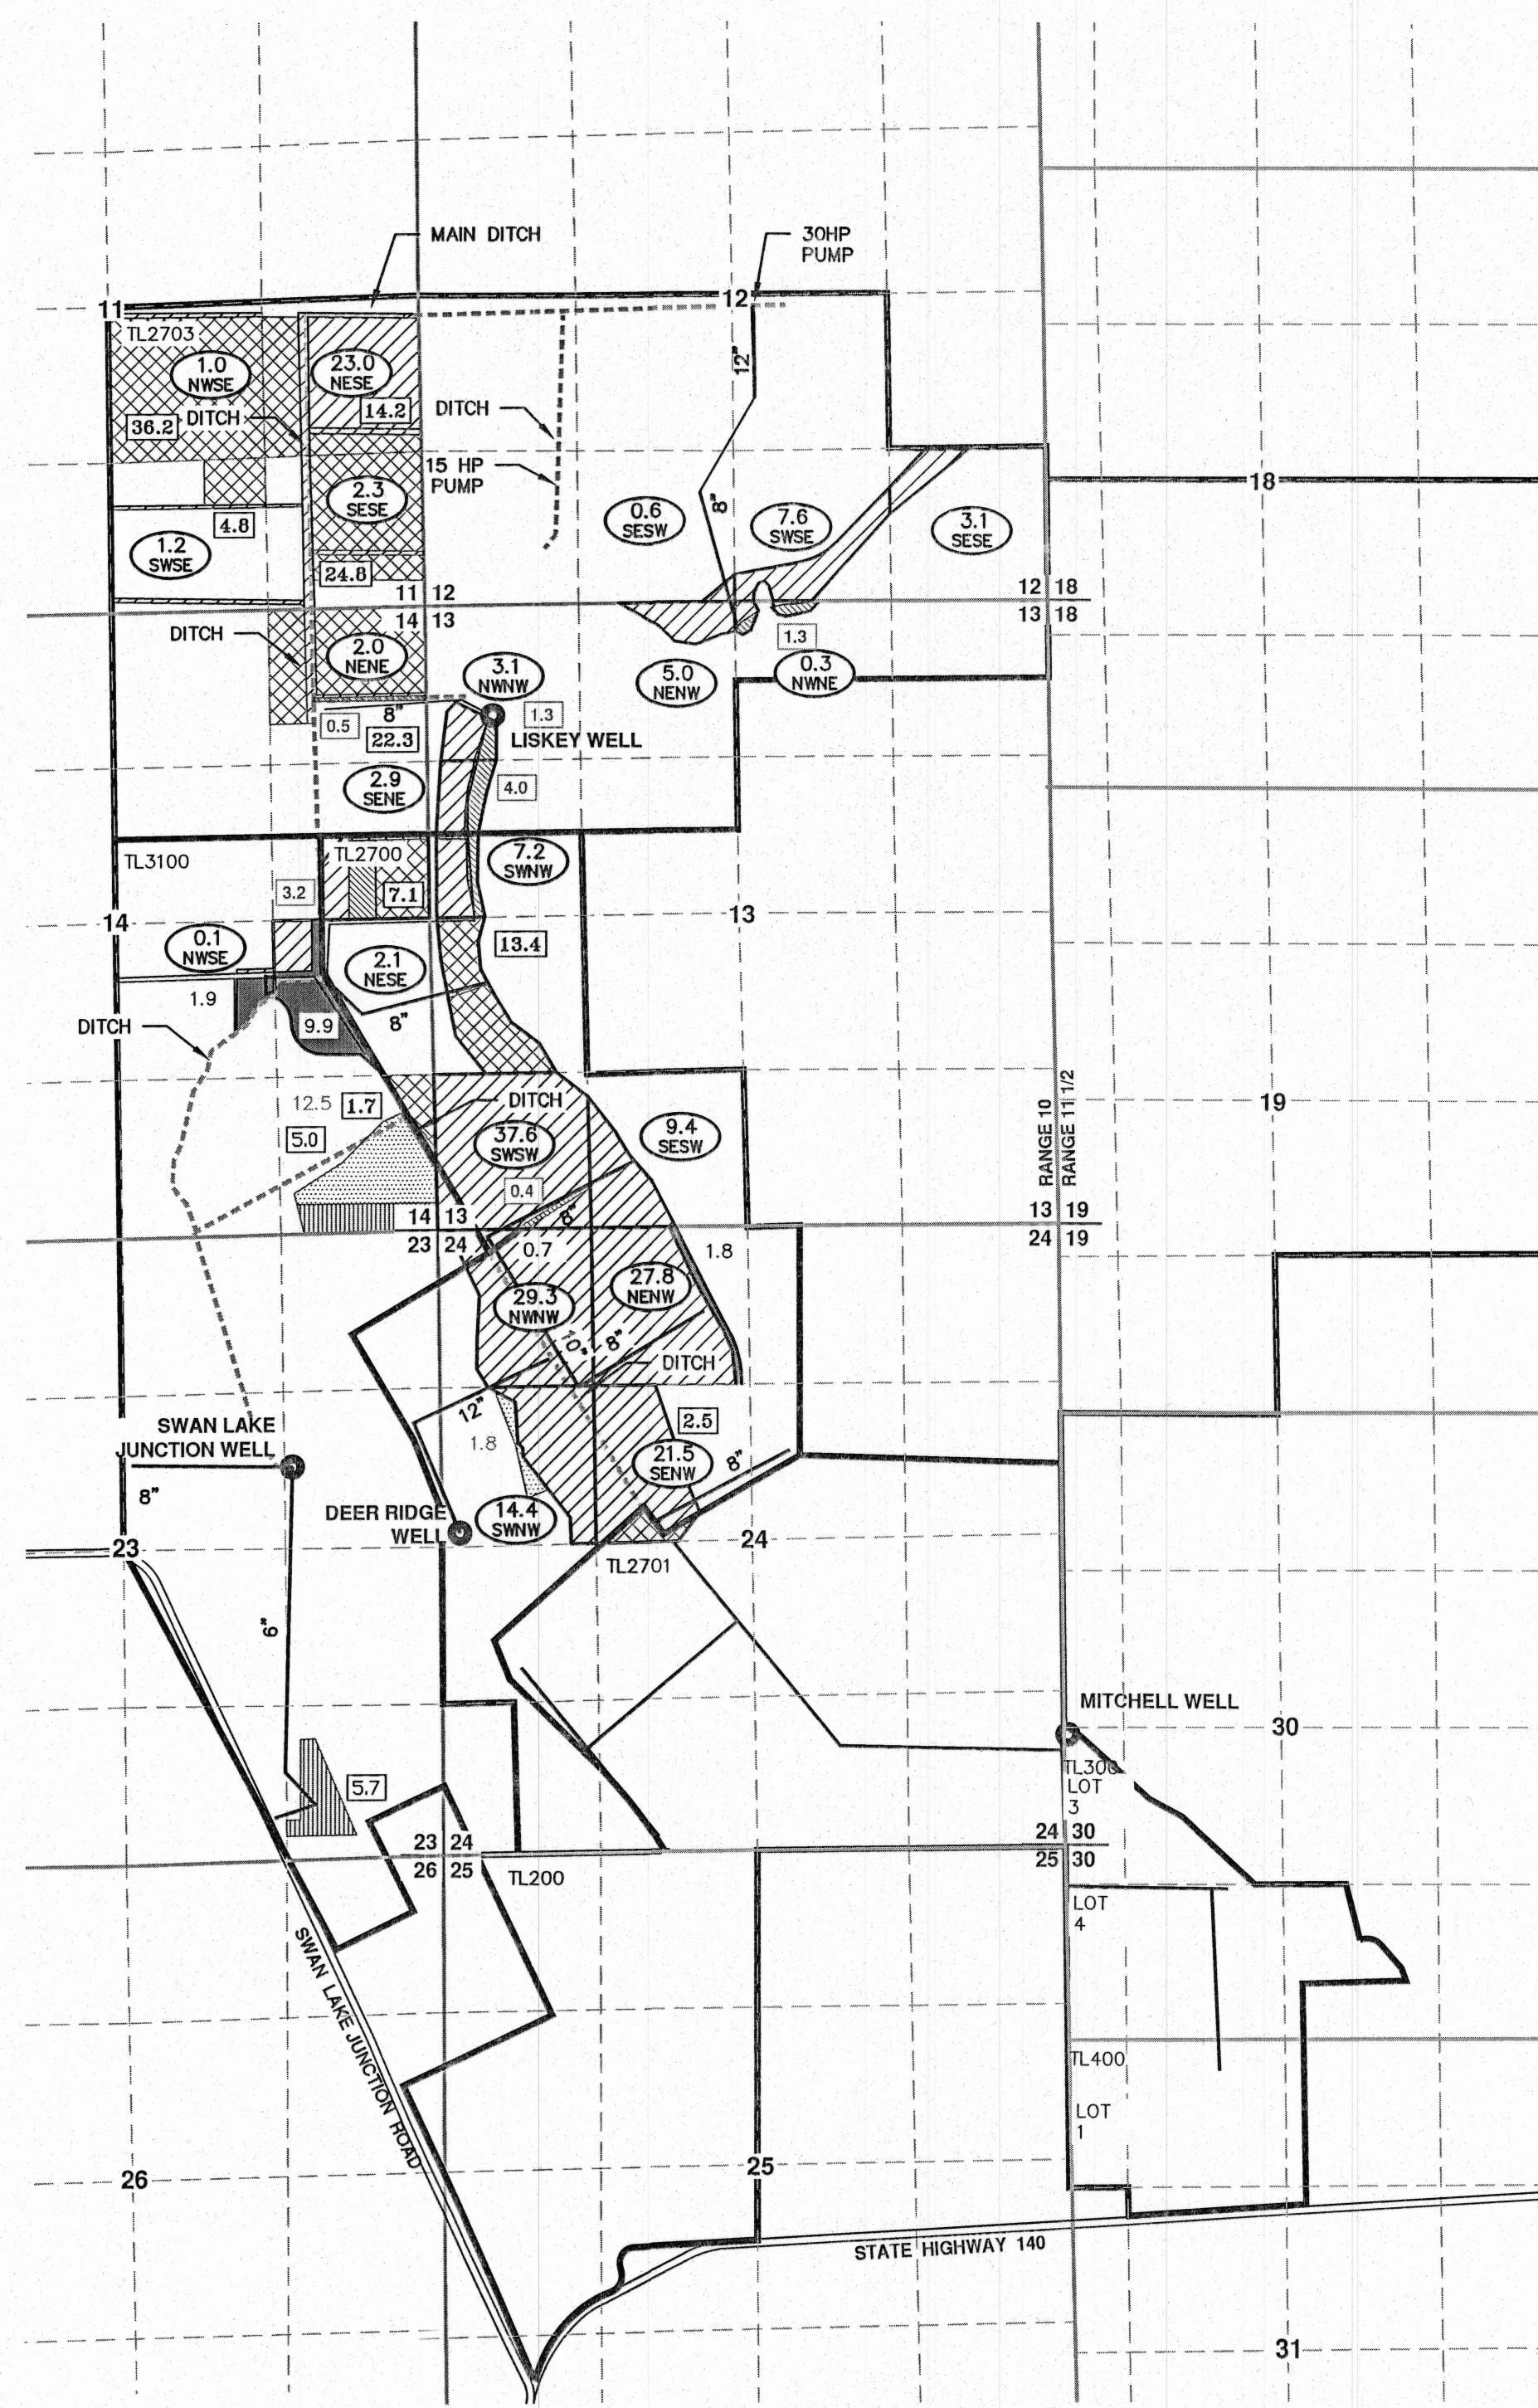 MAIN DITCH
30HP
PUMP
11
12
TL2703
1.0
NWSE
23.0
NESE
12"
36.2
DITCH
14.2
DITCH
15 HP
PUMP
18
2.3
SESE
8"
0.6
SESW
7.6
SWSE
3.1
SESE
4.8
1.2
SWSE
24.8
11 12
14 13
12 18
13 18
DITCH
2.0
NENE
3.1
NWNW
1.3
5.0
NENW
0.3
NWNE
0.5
8"
22.3
1.3
LISKEY WELL
2.9
SENE
4.0
TL3100
TL2700
7.2
SWNW
3.2
7.1
14
13
0.1
NWSE
13.4
2.1
NESE
1.9
9.9
8"
DITCH
12.5
1.7
5.0
DITCH
37.6
SWSW
9.4
SESW
RANGE 10
RANGE 11 1/2
19
0.4
8"
14 13
23 24
13 19
24 19
0.7
1.8
29.3
NWNW
27.8
NENW
10"
8"
DITCH
12"
2.5
SWAN LAKE
JUNCTION WELL
1.8
21.5
SENW
8"
8"
DEER RIDGE
WELL
14.4
SWNW
23
24
TL2701
6"
MITCHELL WELL
30
TL300
LOT
3
5.7
23 24
26 25
24 30
25 30
TL200
LOT
4
SWAN LAKE JUNCTION ROAD
TL400
LOT
1
26
25
STATE HIGHWAY 140
31